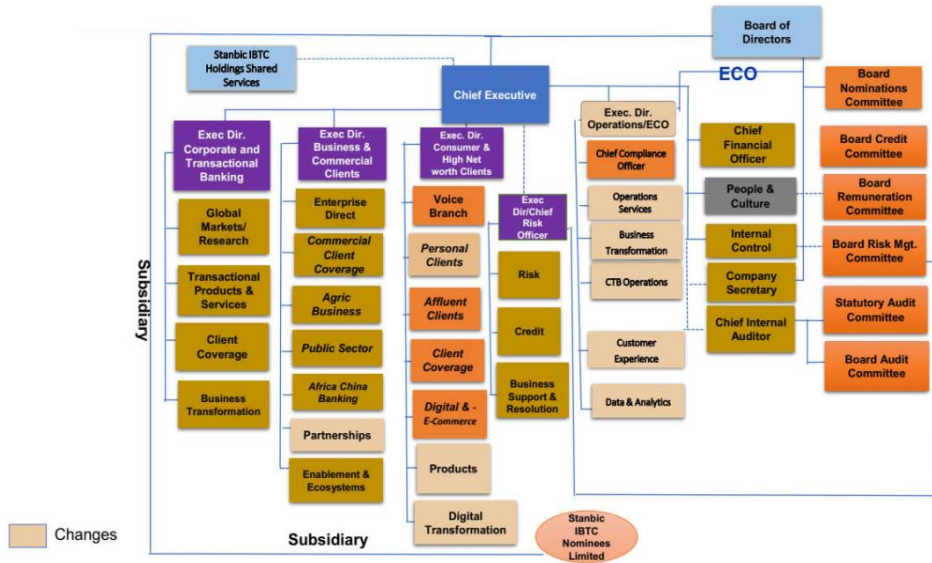 Board of
Directors
Stanbic IBTC
Holdings Shared
Services
ECO
Chief Executive
Board
Nominations
Committee
Exec. Dir.
Operations/ECO
Exec Dir.
Corporate and
Transactional
Banking
Exec Dir.
Business &
Commercial
Clients
Exec. Dir.
Consumer &
High Net
worth Clients
Chief
Financial
Officer
Board Credit
Committee
Chief Compliance
Officer
People &
Culture
Board
Remuneration
Committee
Global
Markets/
Research
Enterprise
Direct
Voice
Branch
Exec
Dir/Chief
Risk
Officer
Operations
Services
Business
Transformation
Internal
Control
Board Risk Mgt.
Committee
Commercial
Client
Coverage
Personal
Clients
Risk
CTB Operations
Company
Secretary
Transactional
Products &
Services
Agric
Business
Affluent
Clients
Chief Internal
Auditor
Statutory Audit
Committee
Client
Coverage
Public Sector
Client
Coverage
Credit
Customer
Experience
Board Audit
Committee
Business
Transformation
Africa China
Banking
Digital & -
E-Commerce
Business
Support &
Resolution
Data & Analytics
Partnerships
Products
Enablement &
Ecosystems
Digital
Transformation
Subsidiary
Changes
Subsidiary
Stanbic
IBTC
Nominees
Limited